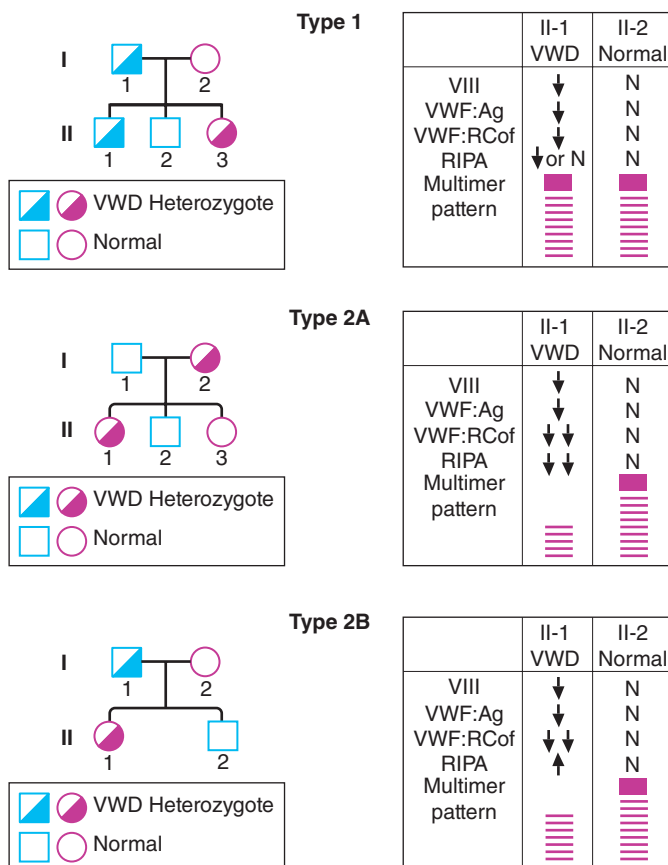 Type 1
I
1 2
II
1 2 3
VWD Heterozygote
Normal
II-1 II-2
VWD Normal
VIII ↓ N
VWF:Ag ↓ N
VWF:RCof ↓ N
RIPA ↓ or N N
Multimer
pattern
Type 2A
I
1 2
II
1 2 3
VWD Heterozygote
Normal
II-1 II-2
VWD Normal
VIII ↓ N
VWF:Ag ↓ N
VWF:RCof ↓ ↓ N
RIPA ↓ ↓ N
Multimer
pattern
Type 2B
I
1 2
II
1 2
VWD Heterozygote
Normal
II-1 II-2
VWD Normal
VIII ↓ N
VWF:Ag ↓ N
VWF:RCof ↓ ↓ N
RIPA ↑ N
Multimer
pattern